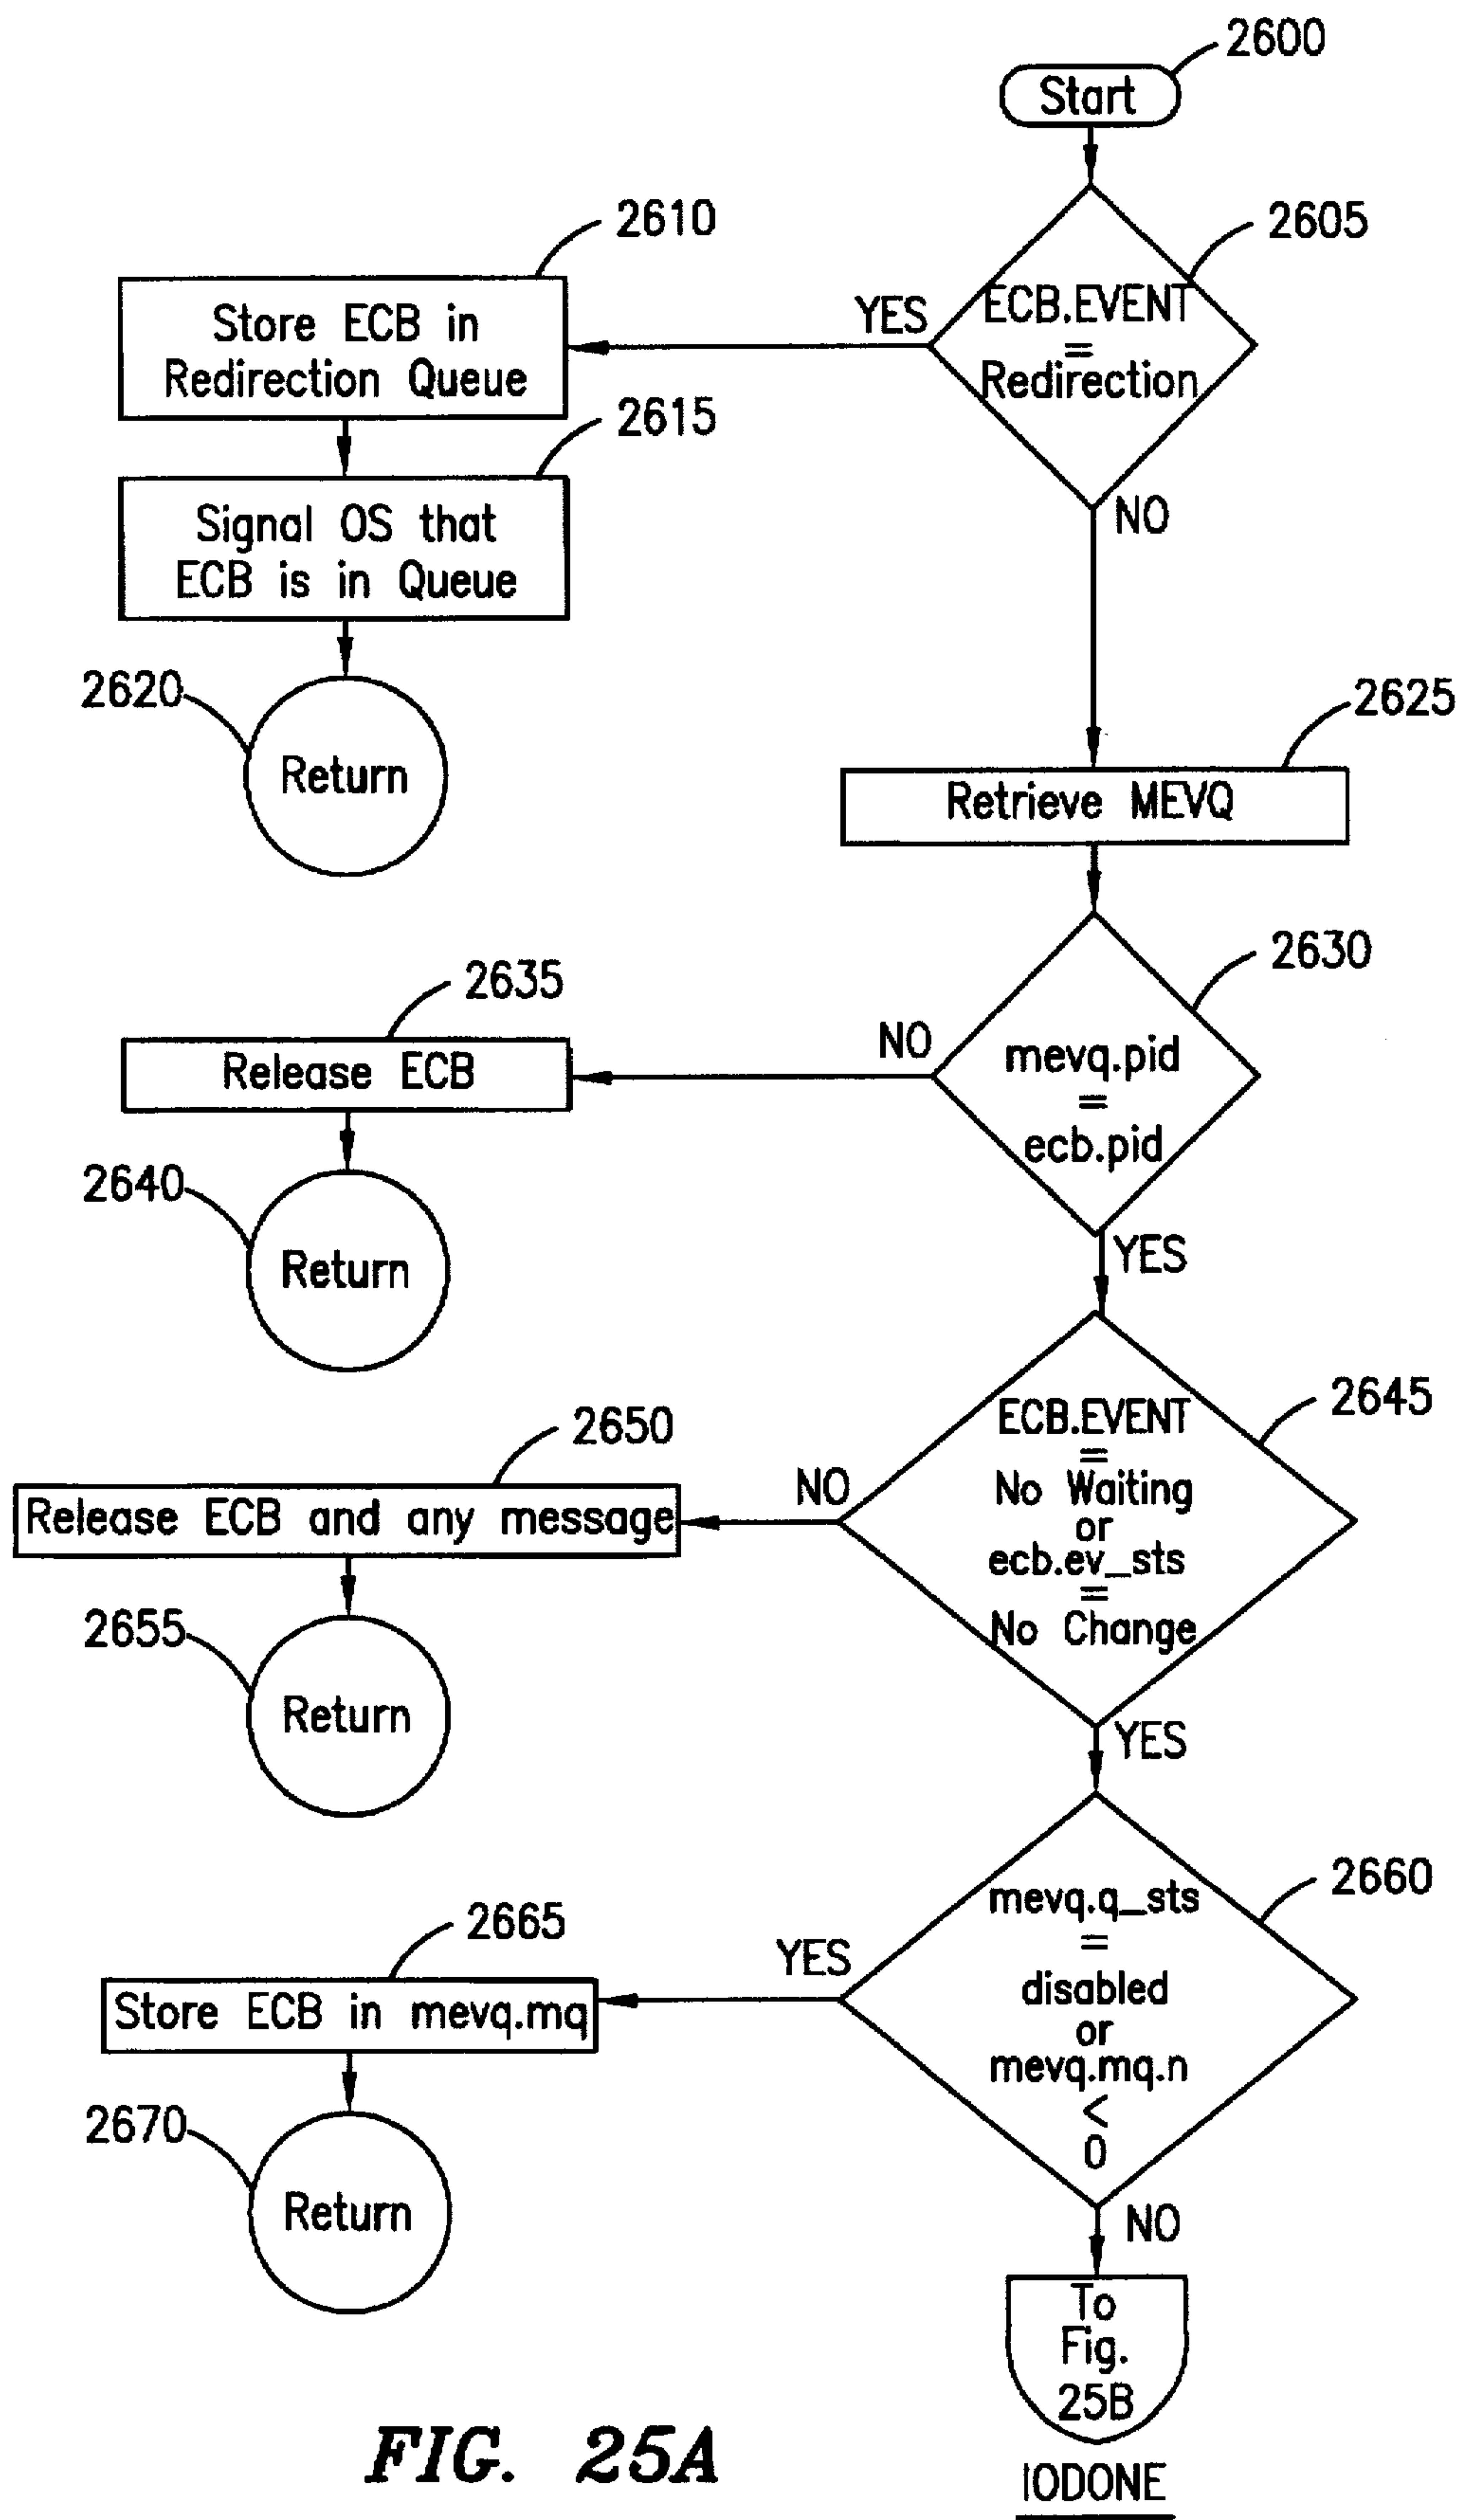 2600
Start
2605
2610
ECB.EVENT
=
Redirection
YES
Store ECB in
Redirection Queue
2615
NO
Signal OS that
ECB is in Queue
2620
Return
2625
Retrieve MEVQ
2630
2635
NO
mevq.pid
=
ecb.pid
Release ECB
2640
Return
YES
2645
ECB.EVENT
=
No Waiting
or
ecb.ev_sts
=
No Change
2650
NO
Release ECB and any message
2655
Return
YES
2660
mevq.q_sts
=
disabled
or
mevq.mq.n
<
0
2665
YES
Store ECB in mevq.mq
2670
Return
NO
To
Fig.
25B
FIG. 25A
IODONE